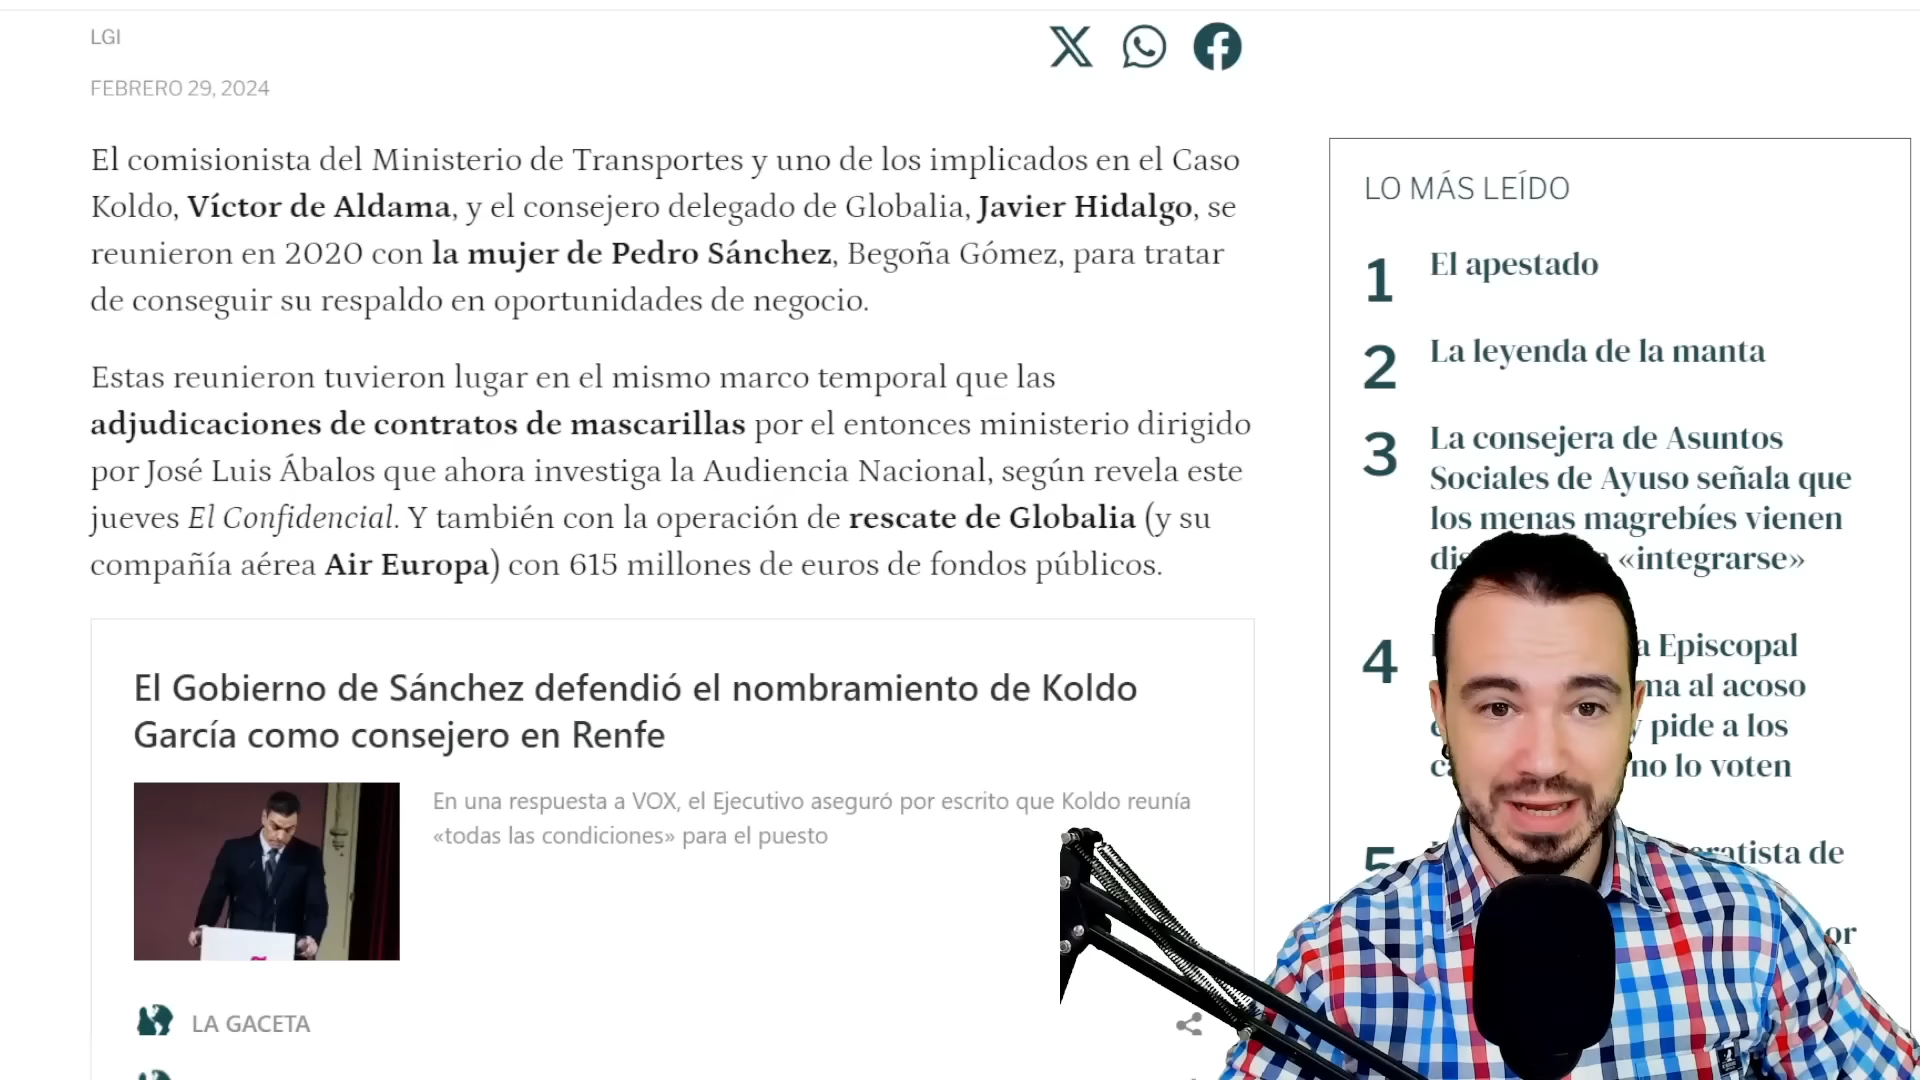 LGI
FEBRERO 29, 2024
El comisionista del Ministerio de Transportes y uno de los implicados en el Caso
Koldo, Víctor de Aldama, y el consejero delegado de Globalia, Javier Hidalgo, se
reunieron en 2020 con la mujer de Pedro Sánchez, Begoña Gómez, para tratar
de conseguir su respaldo en oportunidades de negocio.
Estas reunieron tuvieron lugar en el mismo marco temporal que las
adjudicaciones de contratos de mascarillas por el entonces ministerio dirigido
por José Luis Ábalos que ahora investiga la Audiencia Nacional, según revela este
jueves El Confidencial. Y también con la operación de rescate de Globalia (y su
compañía aérea Air Europa) con 615 millones de euros de fondos públicos.
El Gobierno de Sánchez defendió el nombramiento de Koldo
García como consejero en Renfe
En una respuesta a VOX, el Ejecutivo aseguró por escrito que Koldo reunía
«todas las condiciones» para el puesto
LA GACETA
LO MÁS LEÍDO
1 El apestado
2 La leyenda de la manta
3 La consejera de Asuntos
Sociales de Ayuso señala que
los menas magrebíes vienen
«integrarse»
4 Episcopal
al acoso
y pide a los
no lo voten
5
de